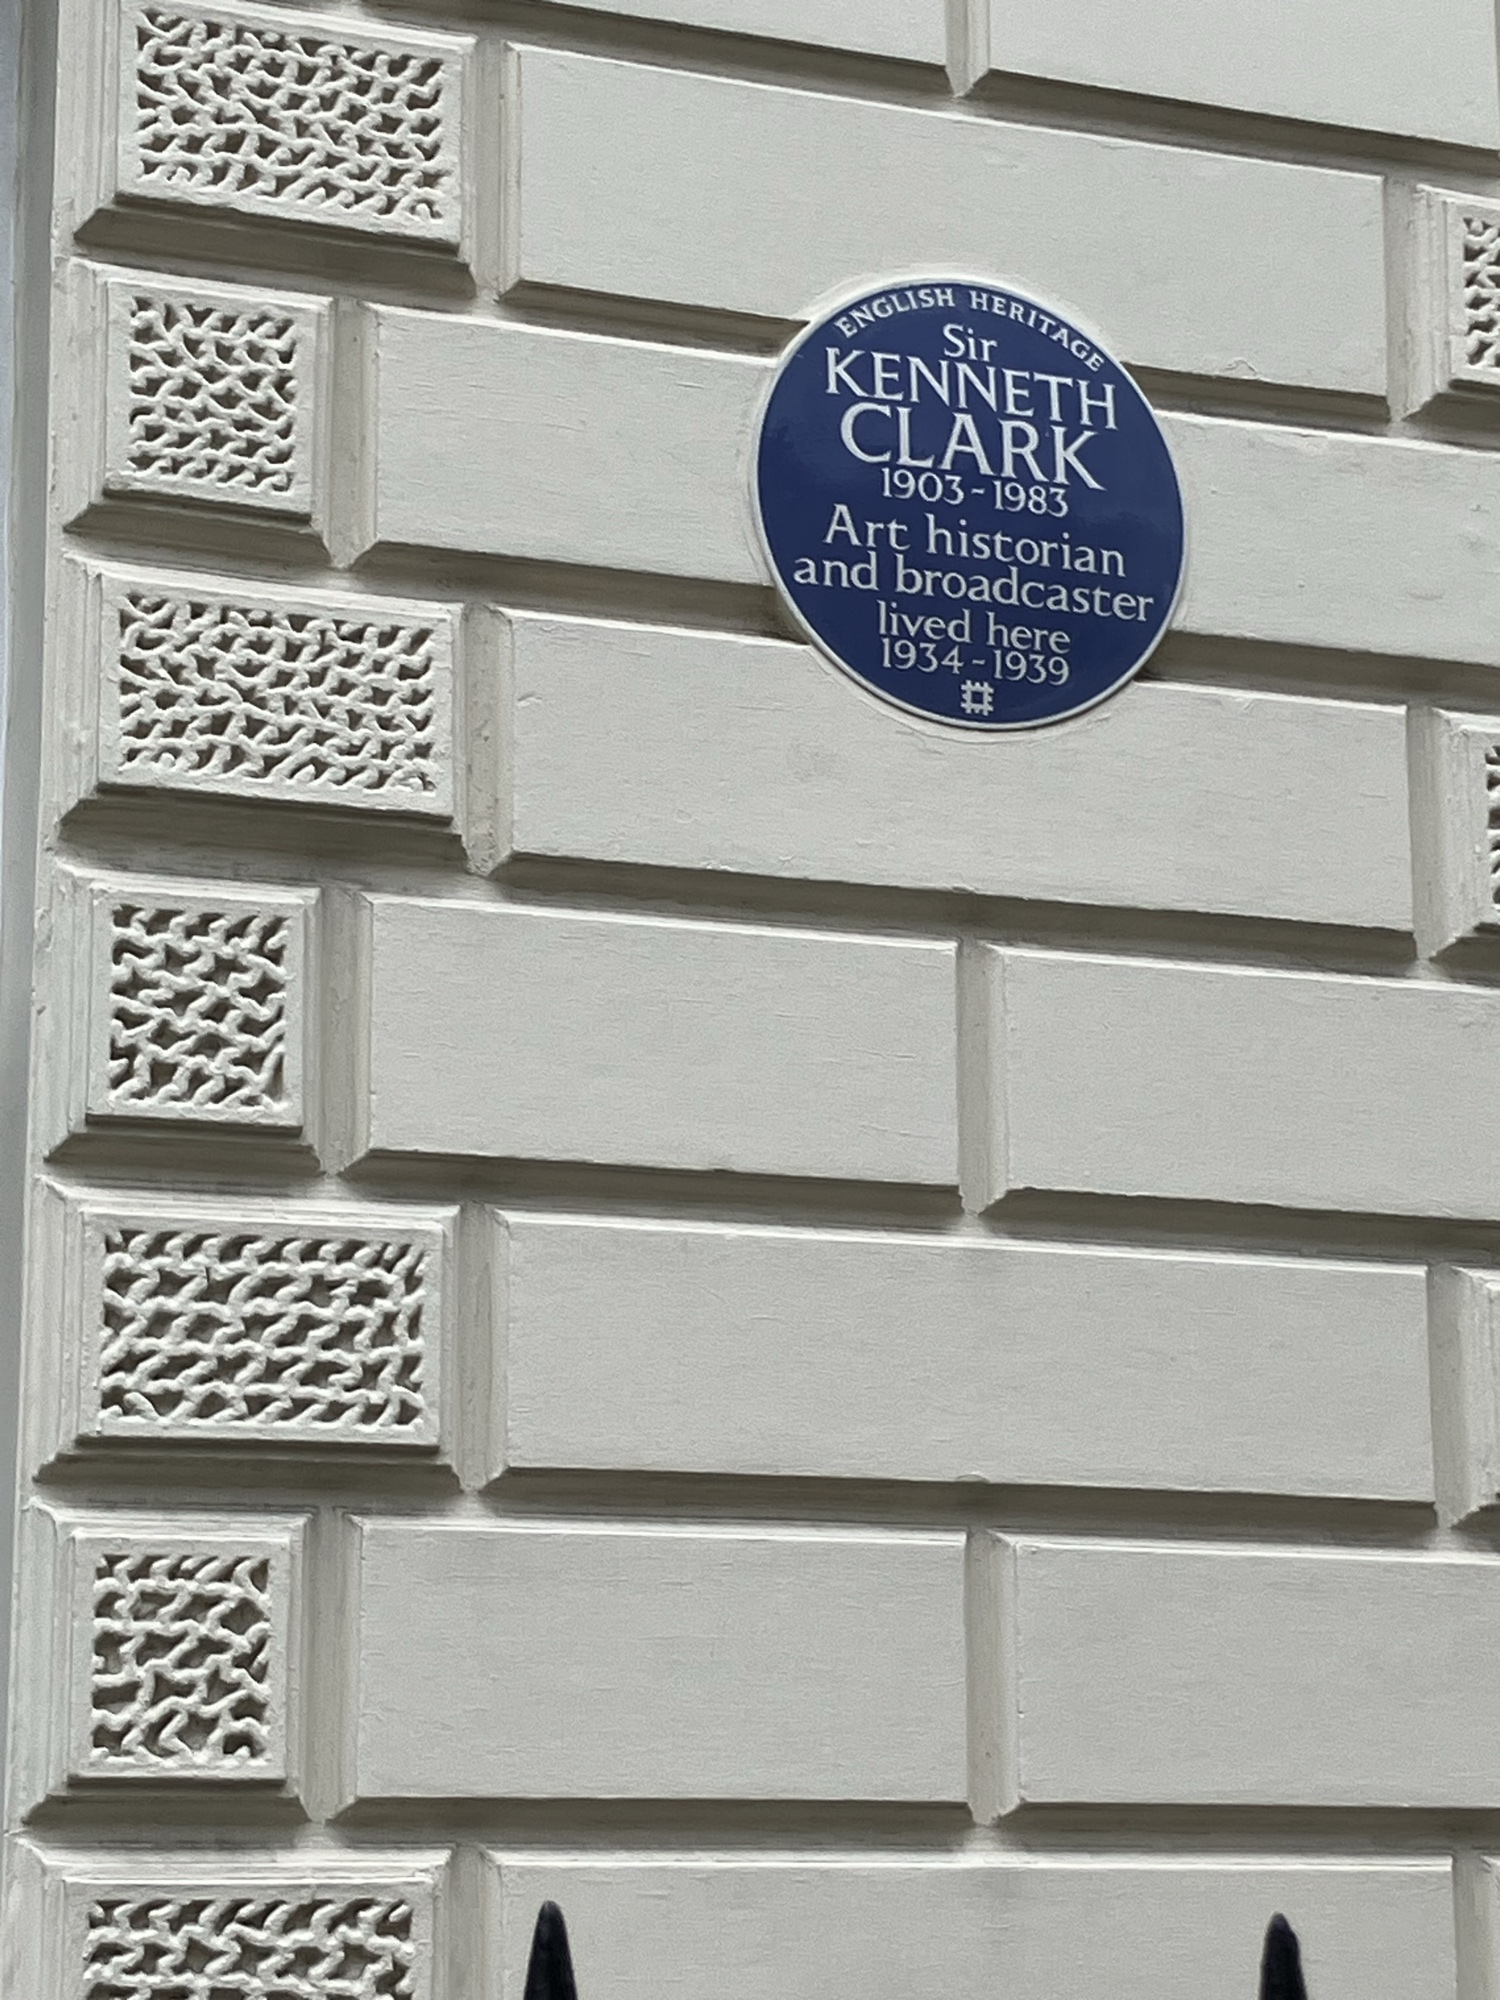 ENGLISH HERITAGE
Sir
KENNETH
CLARK
1903-1983
Art historian
and broadcaster
lived here
1934-1939